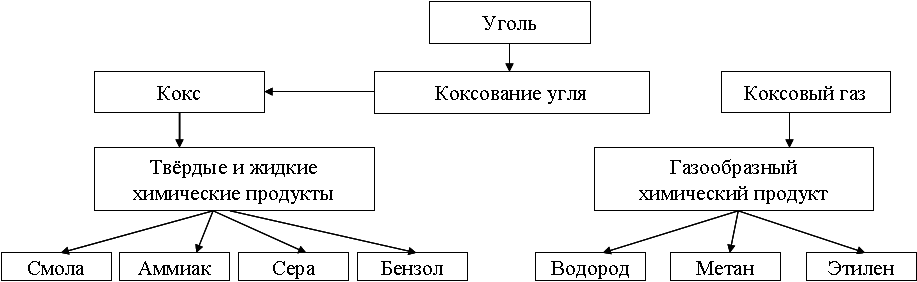 Уголь
Кокс
Коксование угля
Коксовый газ
Твёрдые и жидкие
химические продукты
Газообразный
химический продукт
Смола
Аммиак
Сера
Бензол
Водород
Метан
Этилен